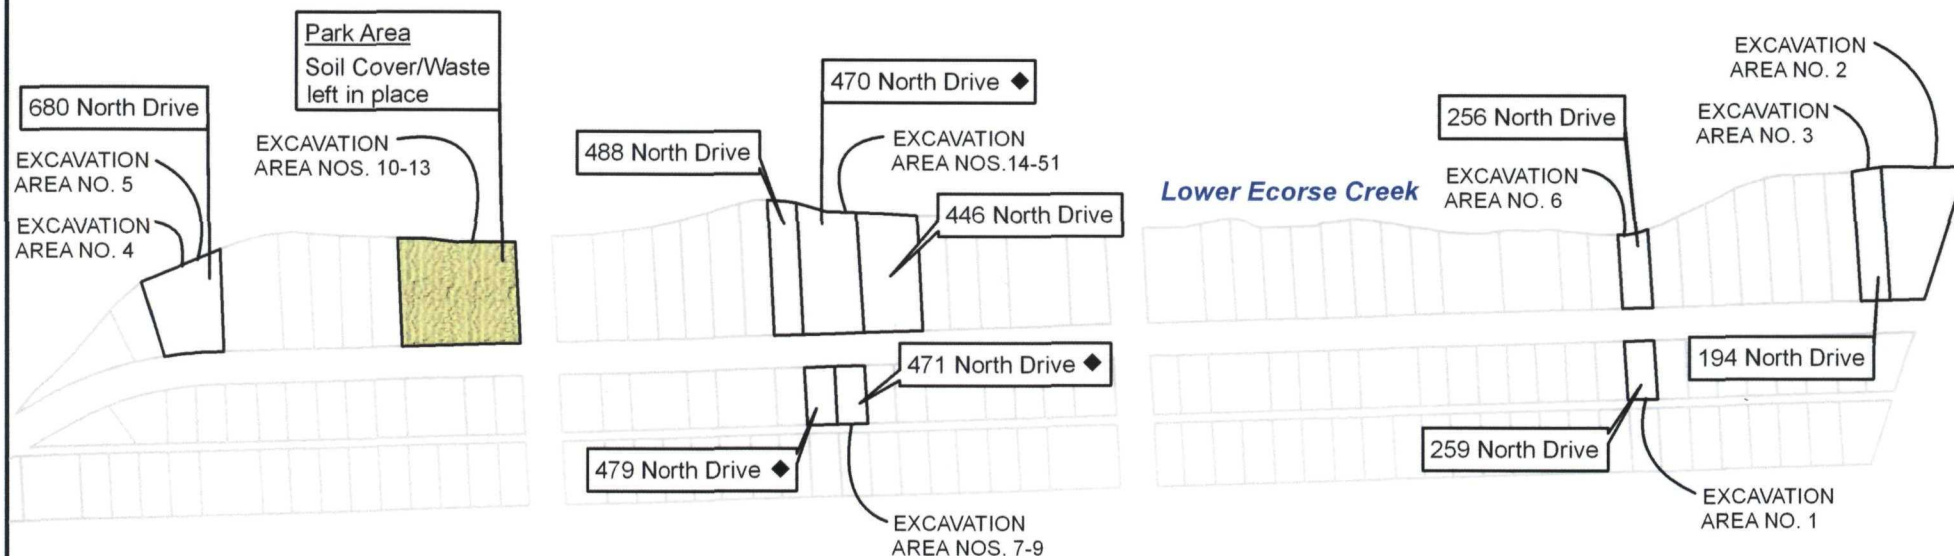 Park Area
Soil Cover/Waste
left in place
680 North Drive
EXCAVATION
AREA NO. 5
EXCAVATION
AREA NO. 4
EXCAVATION
AREA NOS. 10-13
470 North Drive ◆
488 North Drive
EXCAVATION
AREA NOS.14-51
446 North Drive
471 North Drive ◆
479 North Drive ◆
EXCAVATION
AREA NOS. 7-9
Lower Ecorse Creek
256 North Drive
EXCAVATION
AREA NO. 6
EXCAVATION
AREA NO. 2
EXCAVATION
AREA NO. 3
194 North Drive
259 North Drive
EXCAVATION
AREA NO. 1